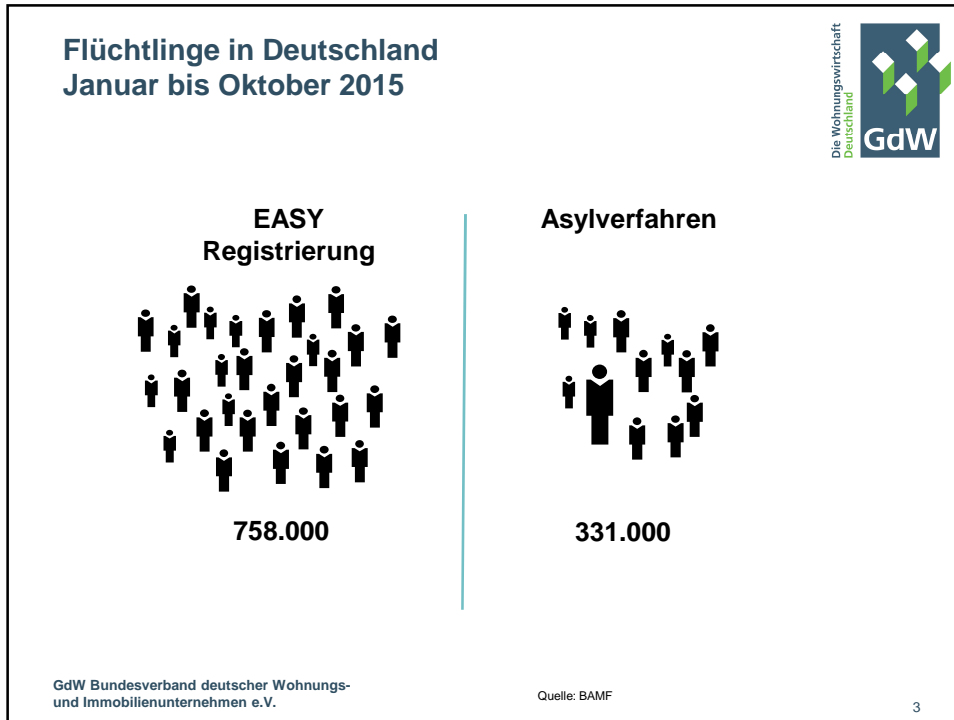 Flüchtlinge in Deutschland
Januar bis Oktober 2015
Die Wohnungswirtschaft
Deutschland
GdW
EASY
Registrierung
Asylverfahren
758.000
331.000
GdW Bundesverband deutscher Wohnungs-
und Immobilienunternehmen e.V.
Quelle: BAMF
3